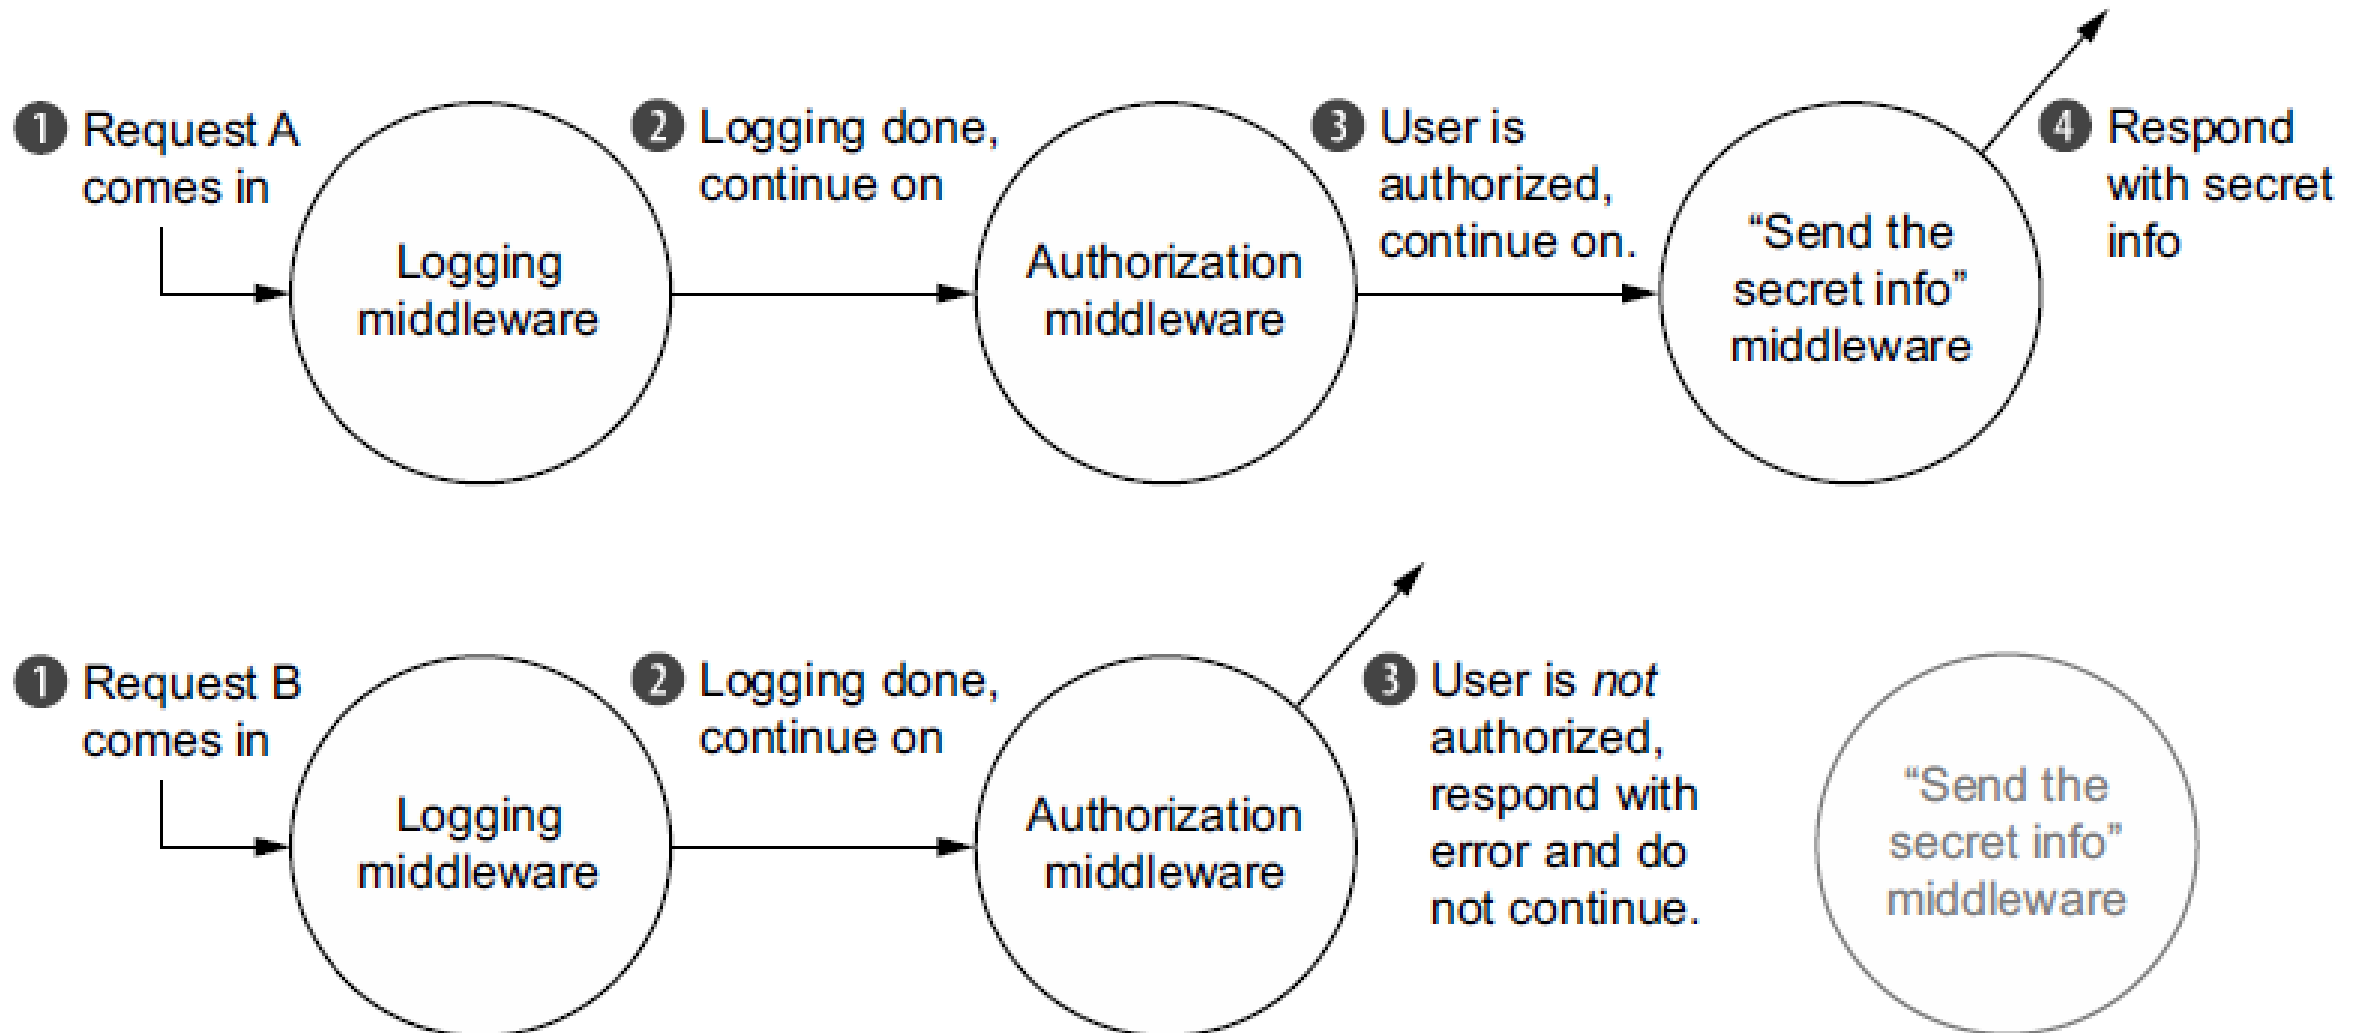 1 Request A
comes in
Logging
middleware
2 Logging done,
continue on
Authorization
middleware
3 User is
authorized,
continue on.
“Send the
secret info”
middleware
4 Respond
with secret
info
1 Request B
comes in
Logging
middleware
2 Logging done,
continue on
Authorization
middleware
3 User is not
authorized,
respond with
error and do
not continue.
“Send the
secret info”
middleware